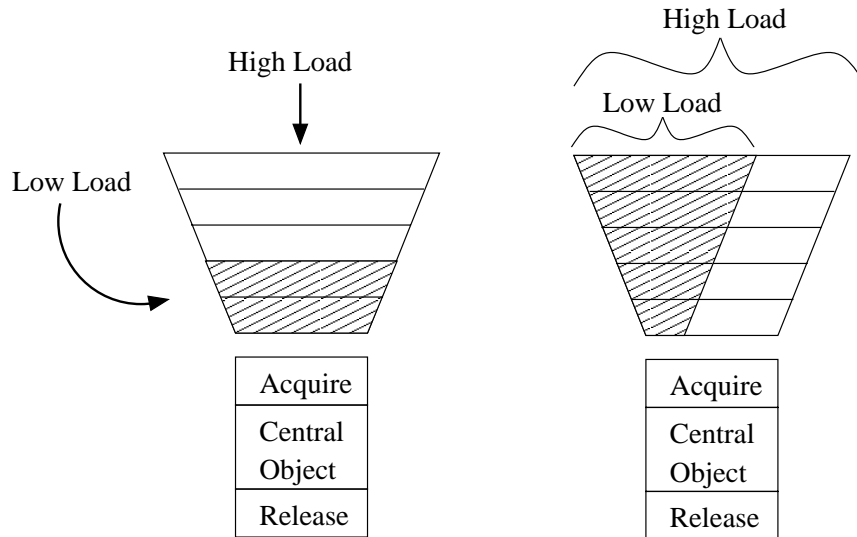 High Load
Low Load
Acquire
Central
Object
Release
High Load
Low Load
Acquire
Central
Object
Release